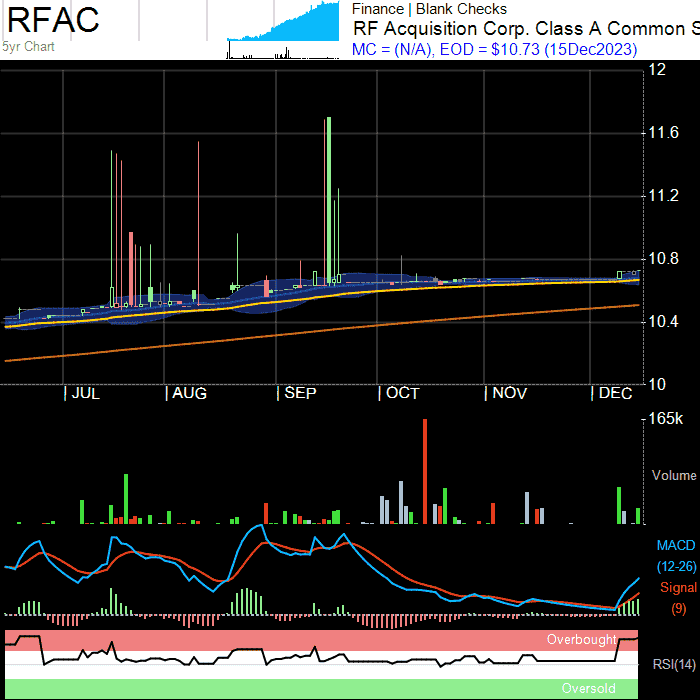 RFAC
5yr Chart
Finance | Blank Checks
RF Acquisition Corp. Class A Common S
MC = (N/A), EOD = $10.73 (15Dec2023)
12
11.6
11.2
10.8
10.4
10
| JUL | AUG | SEP | OCT | NOV | DEC
165k
Volume
MACD
(12-26)
Signal
(9)
Overbought
RSI(14)
Oversold